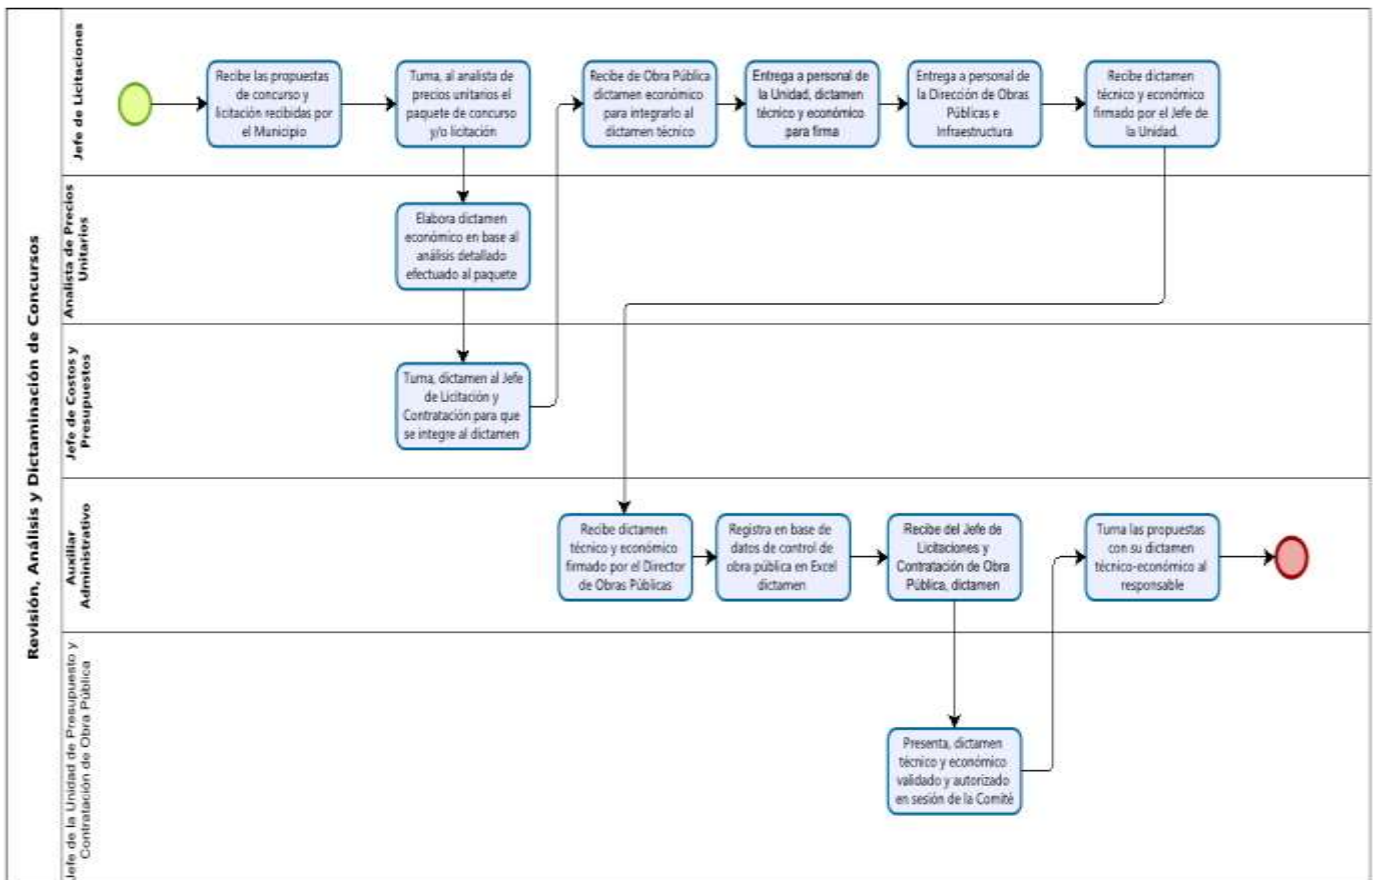 Revisión, Análisis y Dictaminación de Concursos
Jefe de Licitaciones
Recibe las propuestas
de concurso y
licitación recibidas por
el Municipio
Turna, al analista de
precios unitarios el
paquete de concurso
y/o licitación
Recibe de Obra Pública
dictamen económico
para integrarlo al
dictamen técnico
Entrega a personal de
la Unidad, dictamen
técnico y económico
para firma
Entrega a personal de
la Dirección de Obras
Públicas e
Infraestructura
Recibe dictamen
técnico y económico
firmado por el Jefe de
la Unidad.
Analista de Precios
Unitarios
Elabora dictamen
económico en base al
análisis detallado
efectuado al paquete
Jefe de Costos y
Presupuestos
Turna, dictamen al Jefe
de Licitación y
Contratación para que
se integre al dictamen
Auxiliar
Administrativo
Recibe dictamen
técnico y económico
firmado por el Director
de Obras Públicas
Registra en base de
datos de control de
obra pública en Excel
dictamen
Recibe del Jefe de
Licitaciones y
Contratación de Obra
Pública, dictamen
Turna las propuestas
con su dictamen
técnico-económico al
responsable
Jefe de la Unidad de Presupuesto y
Contratación de Obra Pública
Presenta, dictamen
técnico y económico
validado y autorizado
en sesión de la Comité